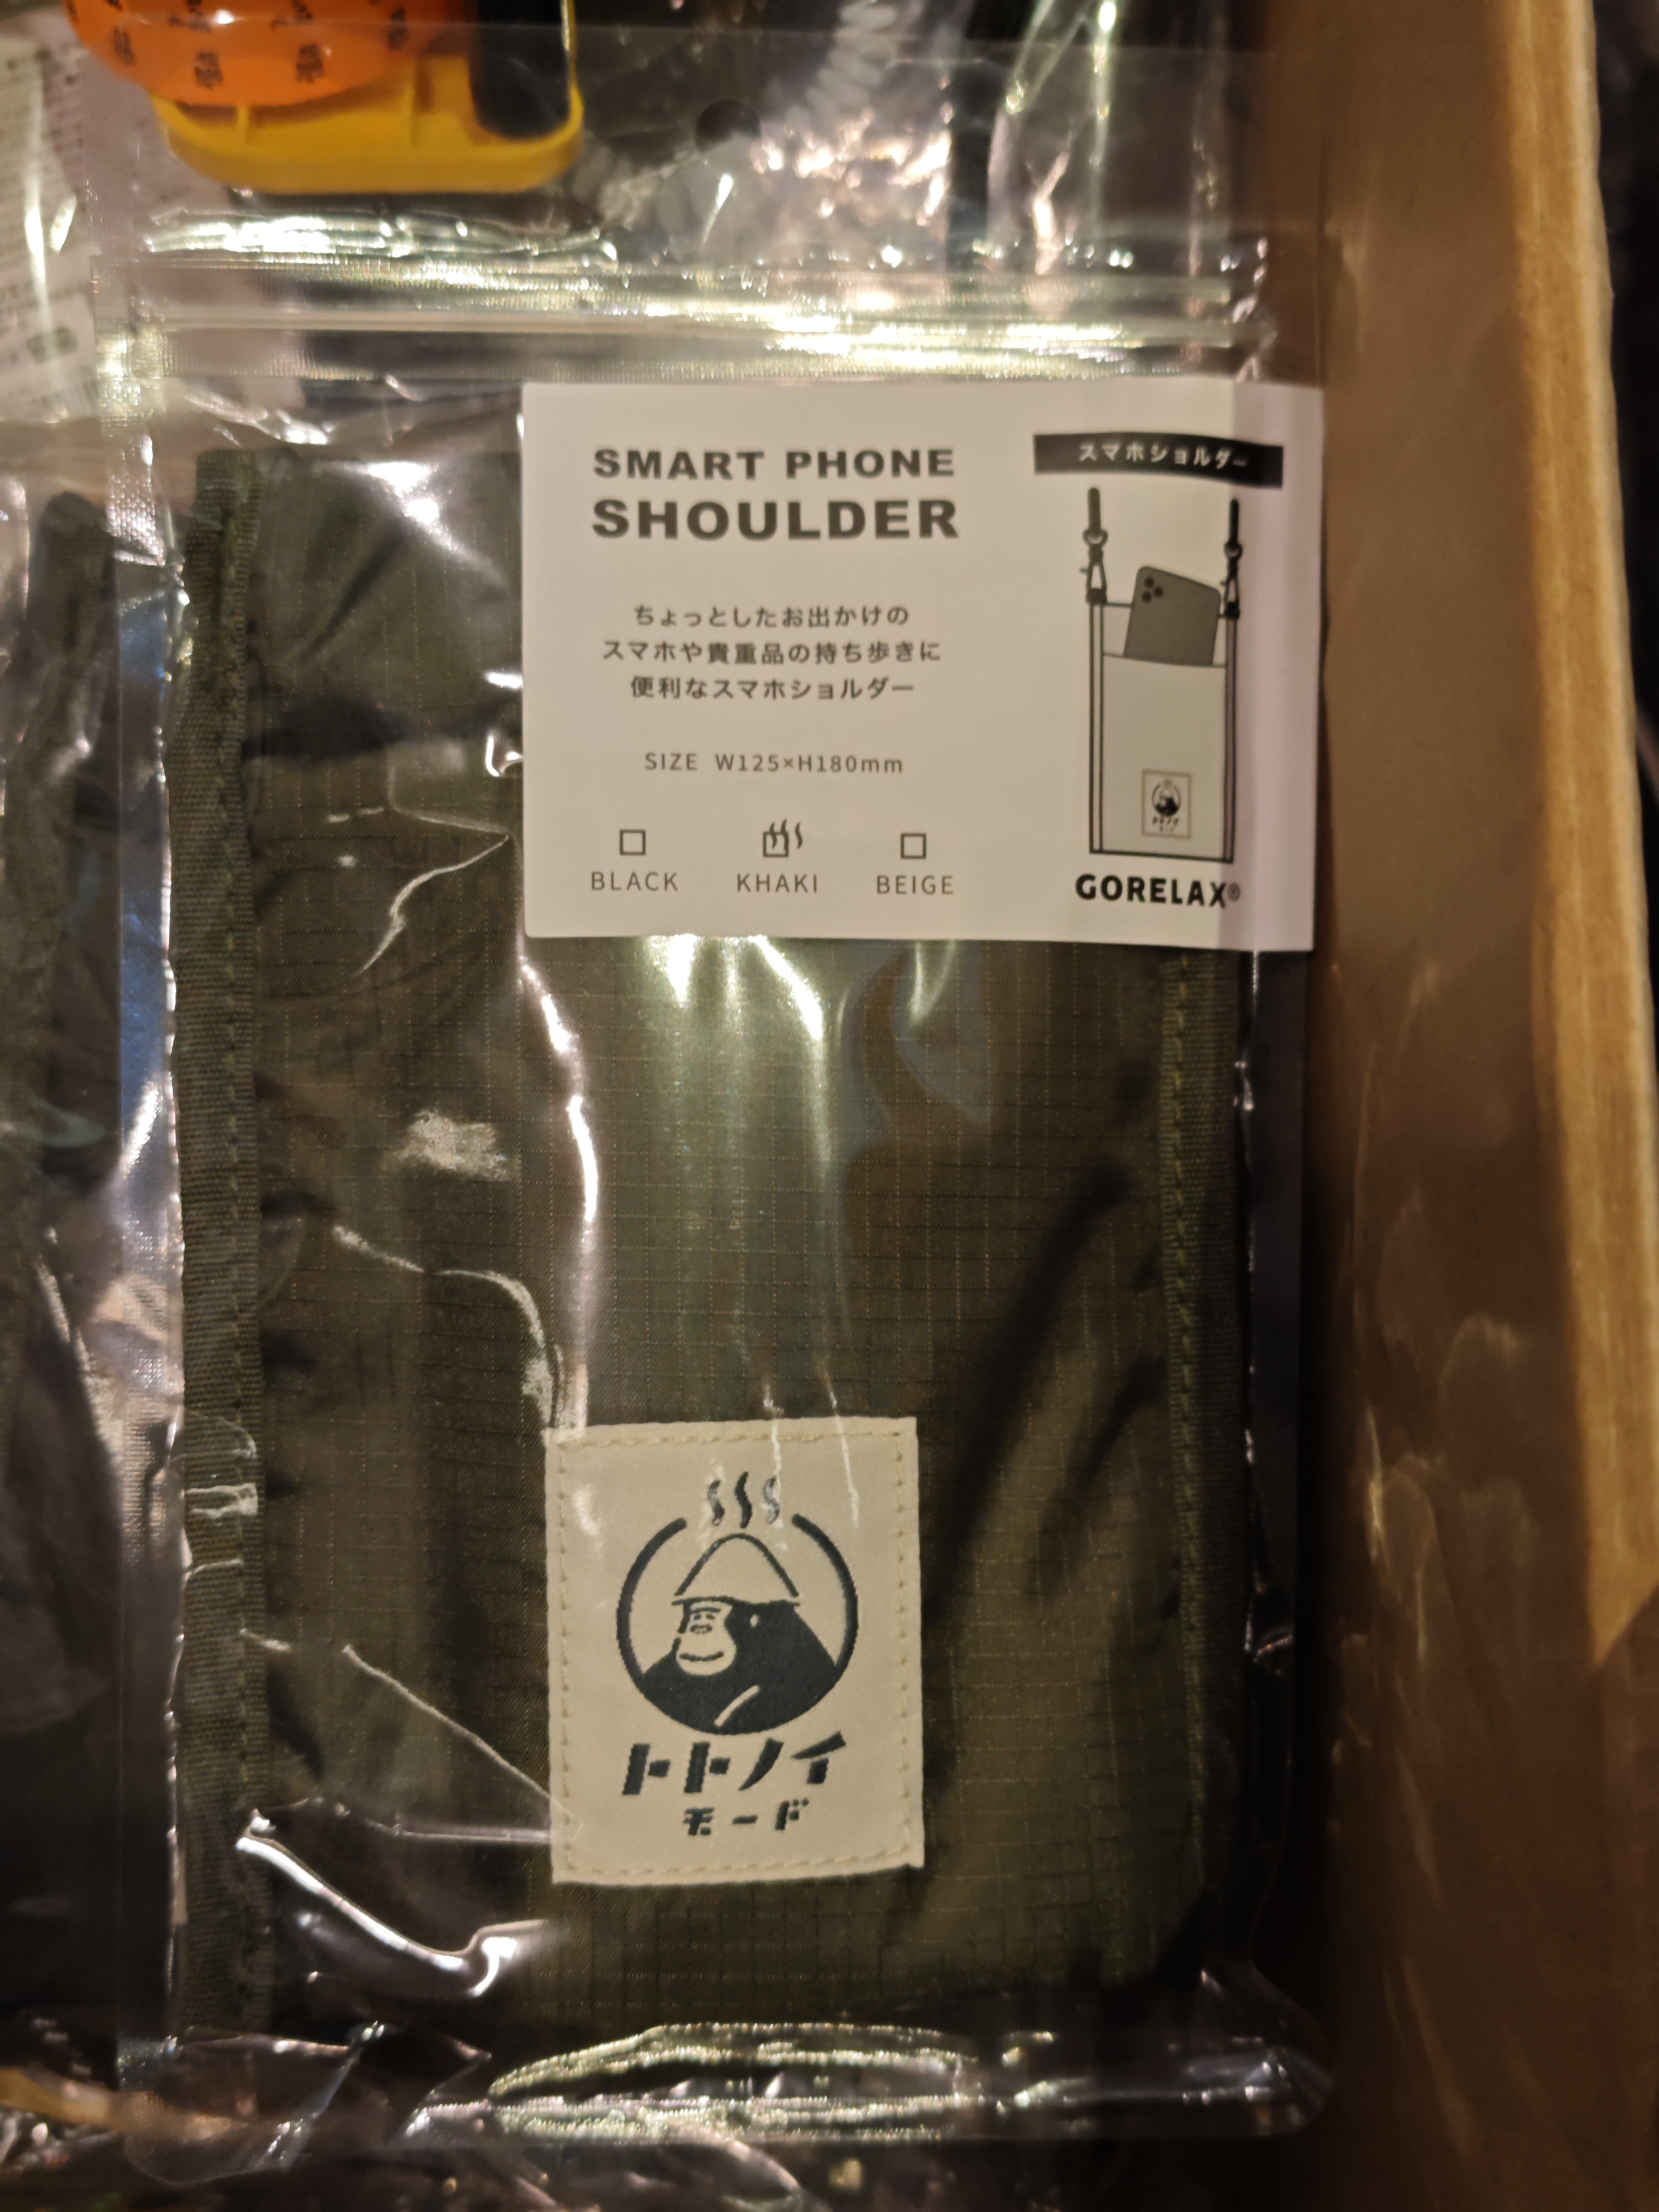 SMART PHONE
SHOULDER
ちょっとしたお出かけの
スマホや貴重品の持ち歩きに
便利なスマホショルダー
SIZE W125×H180mm
BLACK
KHAKI
BEIGE
スマホショルダー
GORELAX®
トトノイ
モード